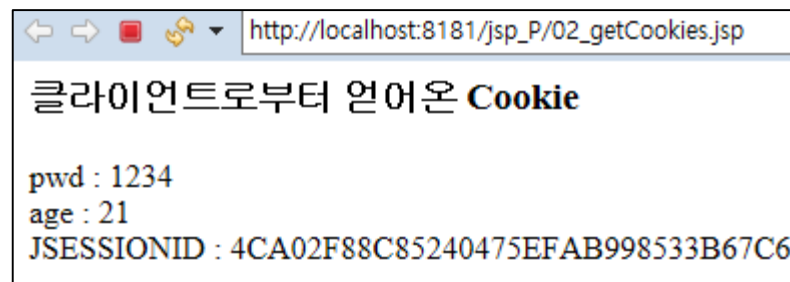 http://localhost:8181/jsp_P/02_getCookies.jsp
클라이언트로부터 얻어온 Cookie
pwd : 1234
age : 21
JSESSIONID : 4CA02F88C85240475EFAB998533B67C6